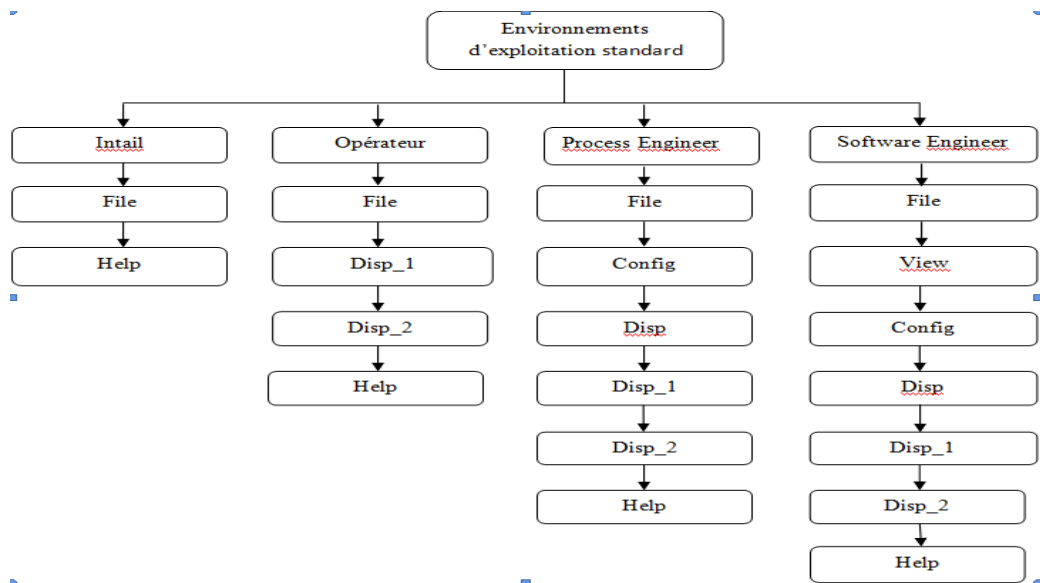 Environnements
d’exploitation standard
Intail
File
Help
Opérateur
File
Disp_1
Disp_2
Help
Process Engineer
File
Config
Disp
Disp_1
Disp_2
Help
Software Engineer
File
View
Config
Disp
Disp_1
Disp_2
Help